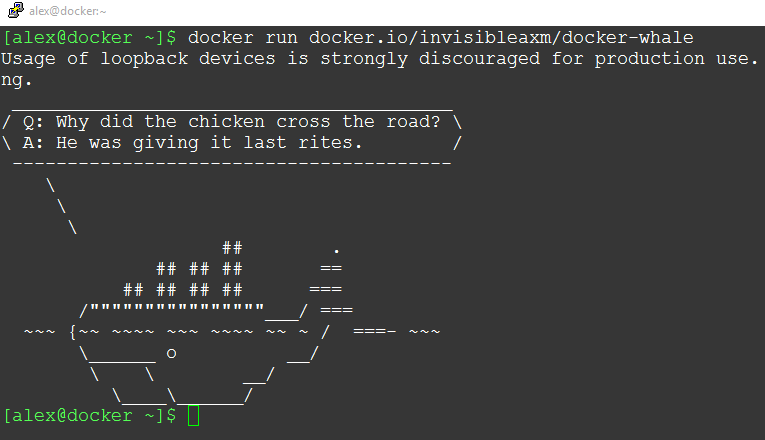 alex@docker:~
[alex@docker ~]$ docker run docker.io/invisibleaxm/docker-whale
Usage of loopback devices is strongly discouraged for production use.
ng.
 ________________________________________
/ Q: Why did the chicken cross the road? \
\ A: He was giving it last rites.        /
 ----------------------------------------
    \
     \
      \
                    ##        .
              ## ## ##       ==
           ## ## ## ##      ===
       /""""""""""""""""___/ ===
  ~~~ {~~ ~~~~ ~~~ ~~~~ ~~ ~ /  ===- ~~~
       \______ o          __/
        \    \        __/
          \____\______/
[alex@docker ~]$